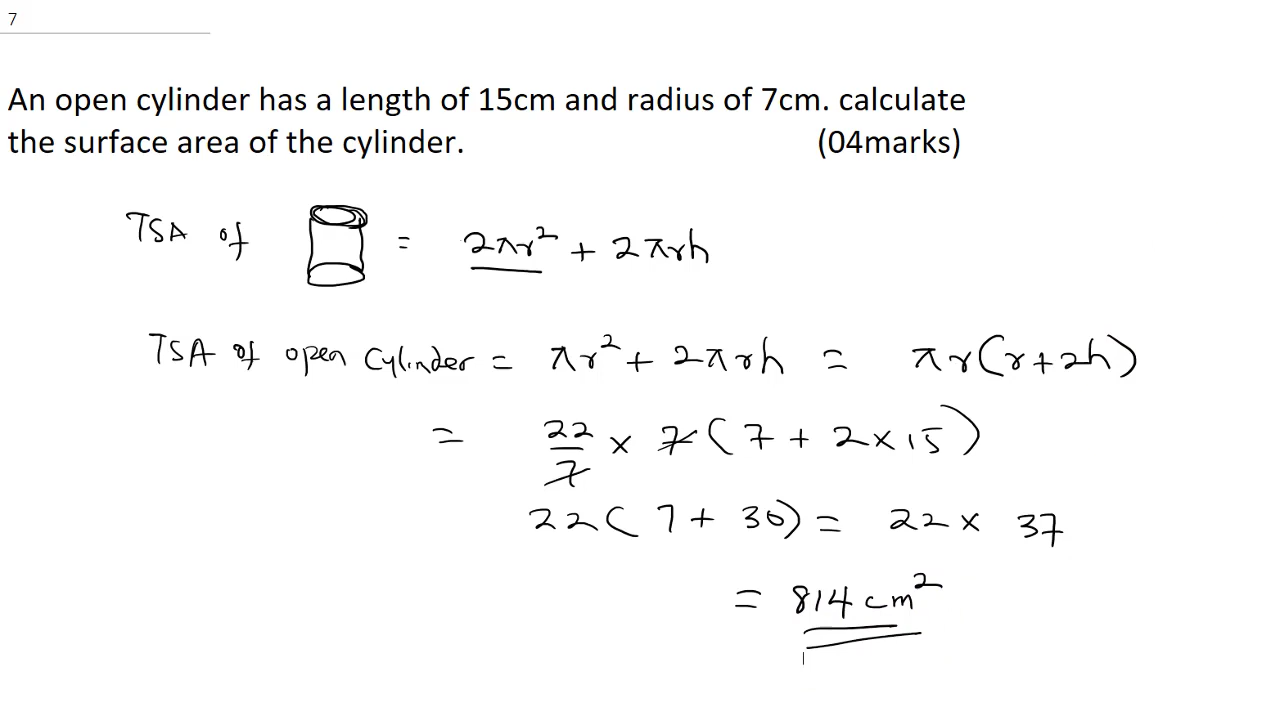 7
An open cylinder has a length of 15cm and radius of 7cm. calculate
the surface area of the cylinder. (04marks)
TSA of = 2πr² + 2πrh
TSA of open cylinder = πr² + 2πrh = πr(r+2h)
= 22/7 × 7(7 + 2×15)
22(7 + 30) = 22 × 37
= 814 cm²